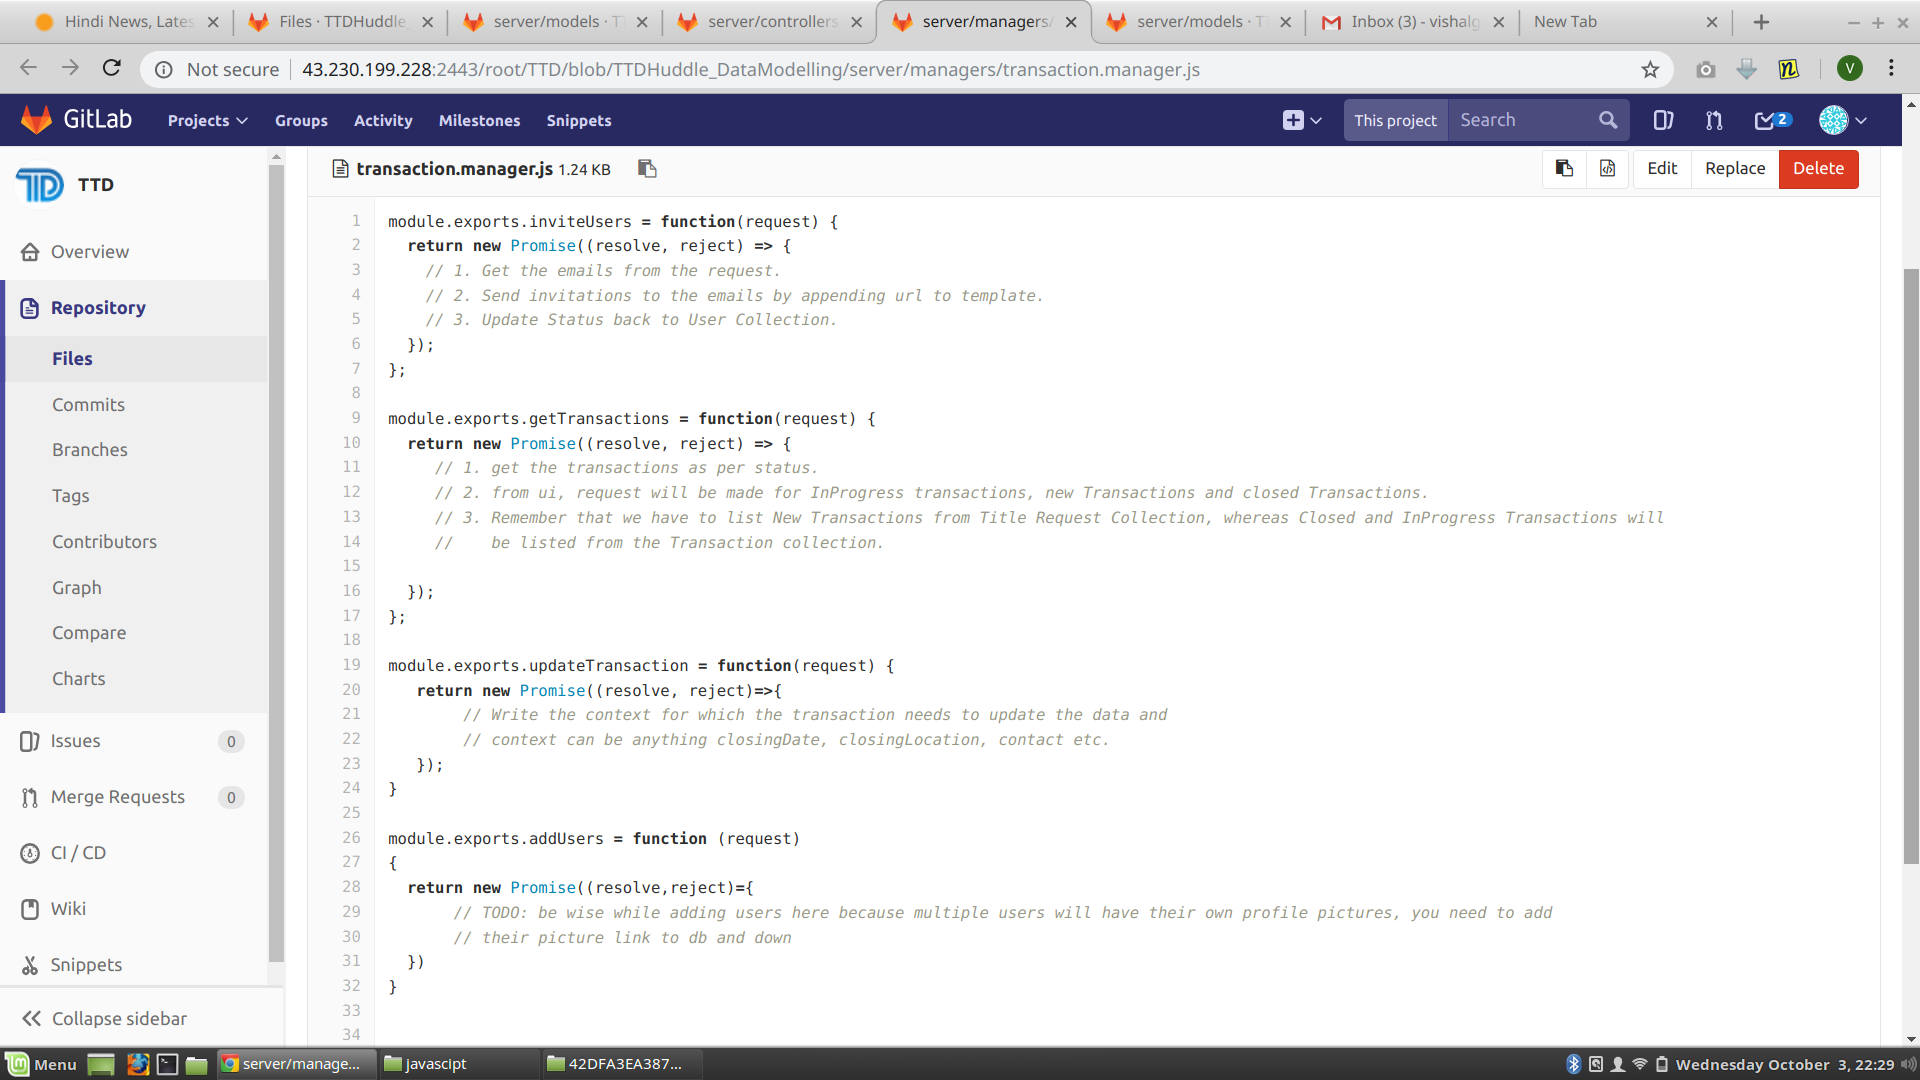 Hindi News, Lates
Files · TTDHuddle_
server/models · TT
server/controllers
server/managers/
server/models · TT
Inbox (3) - vishalg
New Tab
Not secure
43.230.199.228:2443/root/TTD/blob/TTDHuddle_DataModelling/server/managers/transaction.manager.js
V
GitLab
Projects
Groups
Activity
Milestones
Snippets
This project
Search
2
TTD
Overview
Repository
Files
Commits
Branches
Tags
Contributors
Graph
Compare
Charts
Issues 0
Merge Requests 0
CI / CD
Wiki
Snippets
Collapse sidebar
transaction.manager.js 1.24 KB
Edit
Replace
Delete
1 module.exports.inviteUsers = function(request) {
2 return new Promise((resolve, reject) => {
3 // 1. Get the emails from the request.
4 // 2. Send invitations to the emails by appending url to template.
5 // 3. Update Status back to User Collection.
6 });
7 };
8
9 module.exports.getTransactions = function(request) {
10 return new Promise((resolve, reject) => {
11 // 1. get the transactions as per status.
12 // 2. from ui, request will be made for InProgress transactions, new Transactions and closed Transactions.
13 // 3. Remember that we have to list New Transactions from Title Request Collection, whereas Closed and InProgress Transactions will
14 // be listed from the Transaction collection.
15
16 });
17 };
18
19 module.exports.updateTransaction = function(request) {
20 return new Promise((resolve, reject)=>{
21 // Write the context for which the transaction needs to update the data and
22 // context can be anything closingDate, closingLocation, contact etc.
23 });
24 }
25
26 module.exports.addUsers = function (request)
27 {
28 return new Promise((resolve,reject)={
29 // TODO: be wise while adding users here because multiple users will have their own profile pictures, you need to add
30 // their picture link to db and down
31 })
32 }
33
34
Menu
server/manage...
javascipt
42DFA3EA387...
Wednesday October 3, 22:29